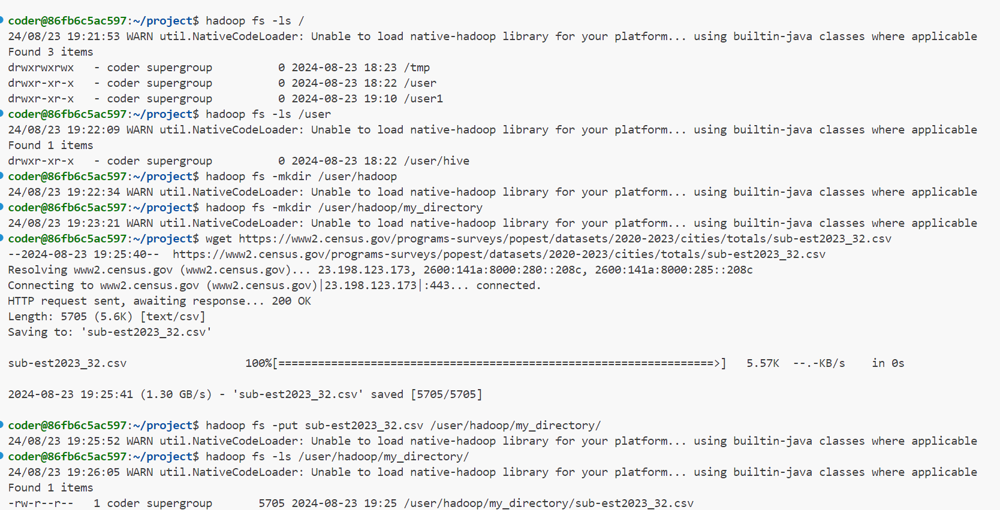 coder@86fb6c5ac597:~/project$ hadoop fs -ls /
24/08/23 19:21:53 WARN util.NativeCodeLoader: Unable to load native-hadoop library for your platform... using builtin-java classes where applicable
Found 3 items
drwxrwxrwx   - coder supergroup          0 2024-08-23 18:23 /tmp
drwxr-xr-x   - coder supergroup          0 2024-08-23 18:22 /user
drwxr-xr-x   - coder supergroup          0 2024-08-23 19:10 /user1
coder@86fb6c5ac597:~/project$ hadoop fs -ls /user
24/08/23 19:22:09 WARN util.NativeCodeLoader: Unable to load native-hadoop library for your platform... using builtin-java classes where applicable
Found 1 items
drwxr-xr-x   - coder supergroup          0 2024-08-23 18:22 /user/hive
coder@86fb6c5ac597:~/project$ hadoop fs -mkdir /user/hadoop
24/08/23 19:22:34 WARN util.NativeCodeLoader: Unable to load native-hadoop library for your platform... using builtin-java classes where applicable
coder@86fb6c5ac597:~/project$ hadoop fs -mkdir /user/hadoop/my_directory
24/08/23 19:23:21 WARN util.NativeCodeLoader: Unable to load native-hadoop library for your platform... using builtin-java classes where applicable
coder@86fb6c5ac597:~/project$ wget https://www2.census.gov/programs-surveys/popest/datasets/2020-2023/cities/totals/sub-est2023_32.csv
--2024-08-23 19:25:40--  https://www2.census.gov/programs-surveys/popest/datasets/2020-2023/cities/totals/sub-est2023_32.csv
Resolving www2.census.gov (www2.census.gov)... 23.198.123.173, 2600:141a:8000:280::208c, 2600:141a:8000:285::208c
Connecting to www2.census.gov (www2.census.gov)|23.198.123.173|:443... connected.
HTTP request sent, awaiting response... 200 OK
Length: 5705 (5.6K) [text/csv]
Saving to: 'sub-est2023_32.csv'
sub-est2023_32.csv                  100%[==================================================================>]   5.57K  --.-KB/s    in 0s
2024-08-23 19:25:41 (1.30 GB/s) - 'sub-est2023_32.csv' saved [5705/5705]
coder@86fb6c5ac597:~/project$ hadoop fs -put sub-est2023_32.csv /user/hadoop/my_directory/
24/08/23 19:25:52 WARN util.NativeCodeLoader: Unable to load native-hadoop library for your platform... using builtin-java classes where applicable
coder@86fb6c5ac597:~/project$ hadoop fs -ls /user/hadoop/my_directory/
24/08/23 19:26:05 WARN util.NativeCodeLoader: Unable to load native-hadoop library for your platform... using builtin-java classes where applicable
Found 1 items
-rw-r--r--   1 coder supergroup       5705 2024-08-23 19:25 /user/hadoop/my_directory/sub-est2023_32.csv